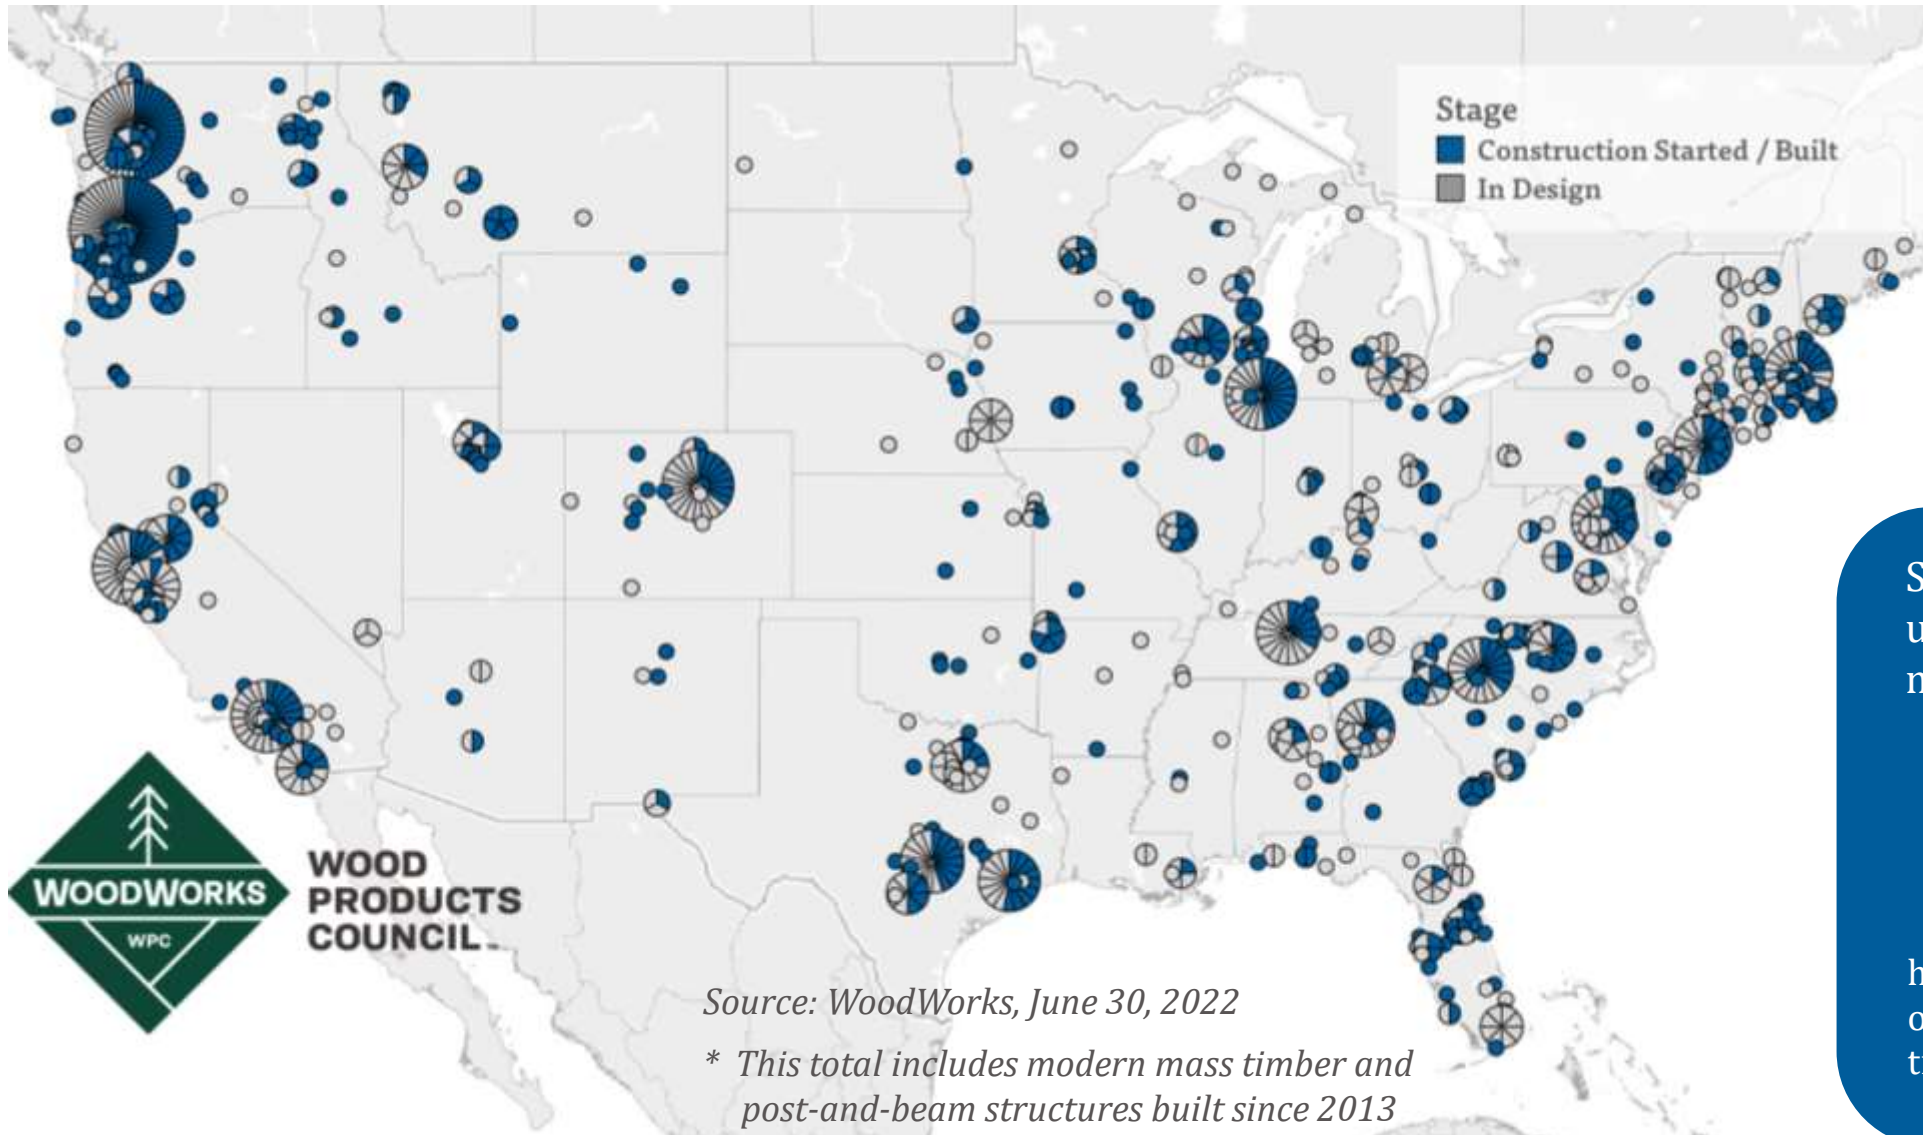 Stage
Construction Started / Built
In Design
WOODWORKS
WPC
WOOD
PRODUCTS
COUNCIL
Source: WoodWorks, June 30, 2022
* This total includes modern mass timber and
post-and-beam structures built since 2013